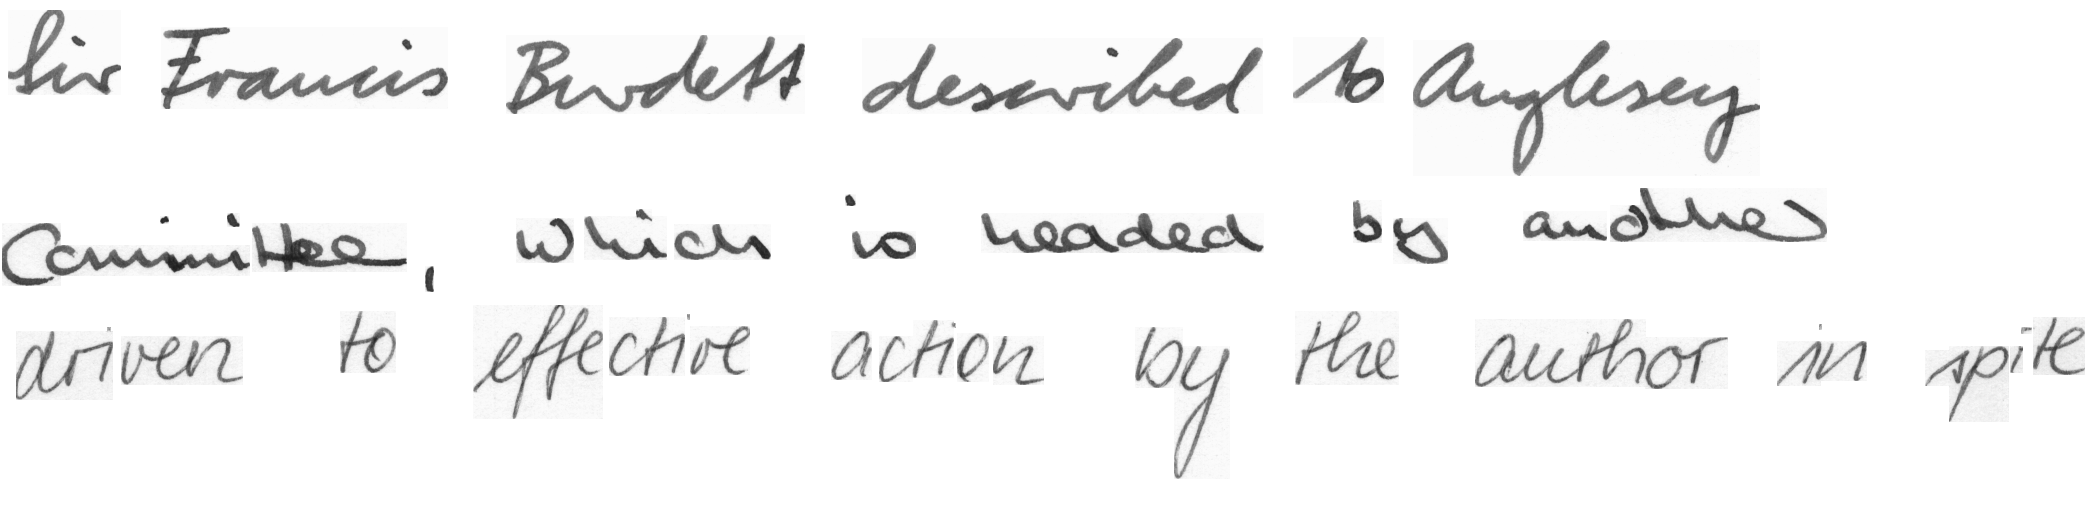 Sir Francis Burdett described to Anglesey
Committee, which is headed by another
driven to effective action by the author in spite